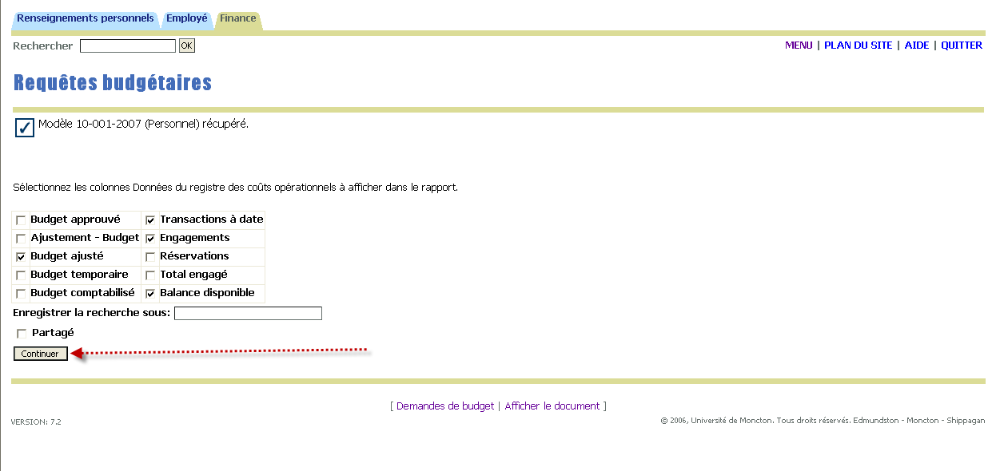 Renseignements personnels Employé Finance
Rechercher OK MENU | PLAN DU SITE | AIDE | QUITTER
Requêtes budgétaires
Modèle 10-001-2007 (Personnel) récupéré.
Sélectionnez les colonnes Données du registre des coûts opérationnels à afficher dans le rapport.
Budget approuvé Transactions à date
Ajustement - Budget Engagements
Budget ajusté Réservations
Budget temporaire Total engagé
Budget comptabilisé Balance disponible
Enregistrer la recherche sous:
Partagé
Continuer
[ Demandes de budget | Afficher le document ]
VERSION: 7.2 © 2006, Université de Moncton. Tous droits réservés. Edmundston - Moncton - Shippagan